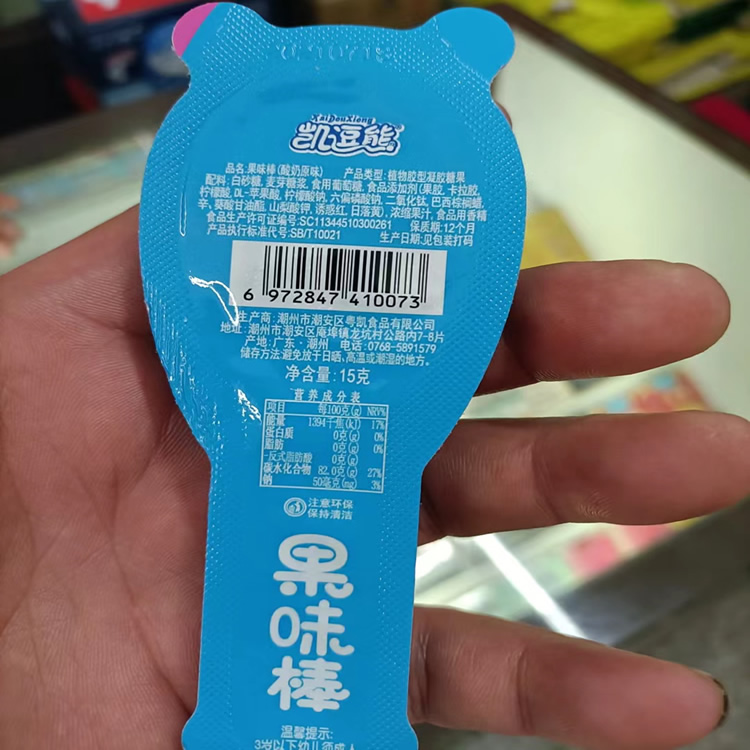 KaiDouXiong
凯逗熊
品名:果味棒(酸奶原味) 产品类型:植物胶型凝胶糖果
配料:白砂糖,麦芽糖浆,食用葡萄糖,食品添加剂(果胶,卡拉胶,
柠檬酸,DL-苹果酸,柠檬酸钠,六偏磷酸钠,二氧化钛,巴西棕榈蜡,
辛,葵酸甘油酯,山梨酸钾,诱惑红,日落黄),浓缩果汁,食品用香精
食品生产许可证编号:SC11344510300261 保质期:12个月
产品执行标准代号:SB/T10021 生产日期:见包装打码
6 972847 410073
生产商:潮州市潮安区粤凯食品有限公司
地址:潮州市潮安区庵埠镇龙坑村公路内7-8片
产地:广东·潮州 电话:0768-5891579
储存方法:避免放于日晒,高温或潮湿的地方。
净含量:15克
营养成分表
项目 每100克(g) NRV%
能量 1394千焦(kJ) 17%
蛋白质 0克(g) 0%
脂肪 0克(g) 0%
-反式脂肪酸 0克(g)
碳水化合物 82.0克(g) 27%
钠 50毫克(mg) 3%
注意环保
保持清洁
果味棒
温馨提示:
3岁以下幼儿须成人